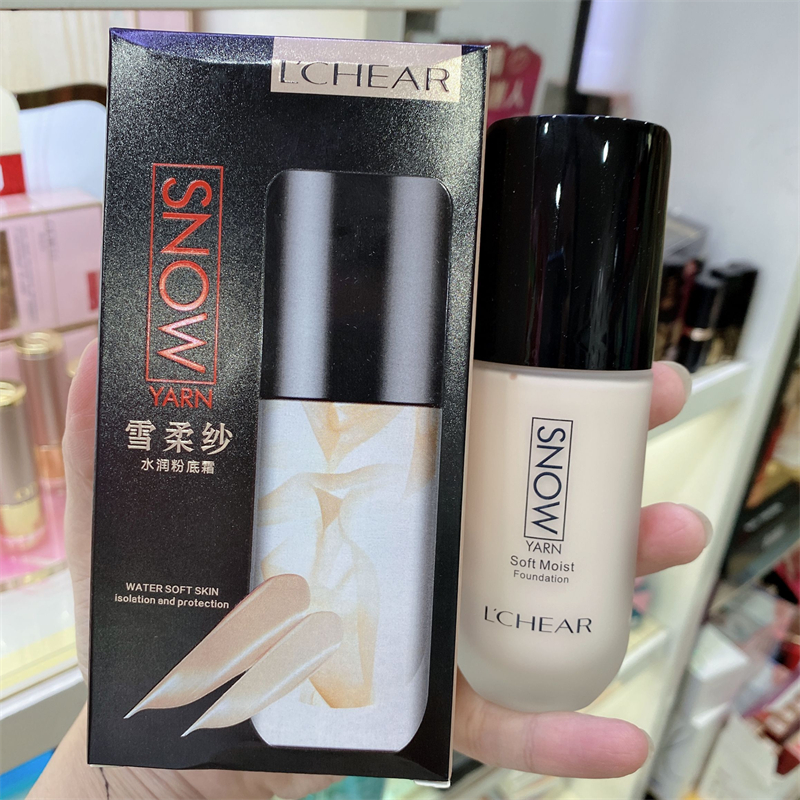 L'CHEAR
SNOW
YARN
雪柔纱
水润粉底霜
WATER SOFT SKIN
isolation and protection
SNOW
YARN
Soft Moist
Foundation
L'CHEAR